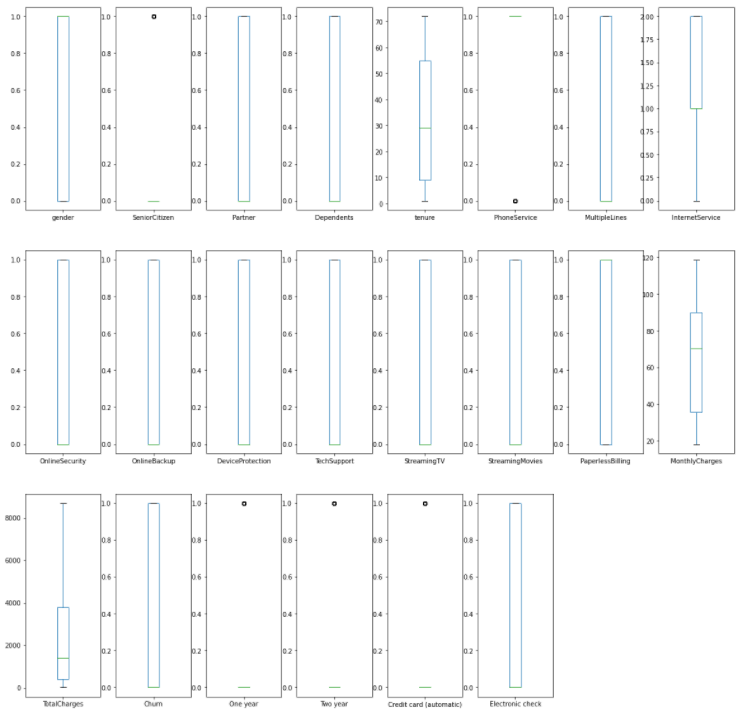 1.0 1.0 1.0 1.0 70 1.0 1.0 2.00
1.75
0.8 0.8 0.8 0.8 60 0.8 0.8
1.50
50
0.6 0.6 0.6 0.6 0.6 0.6 1.25
40
1.00
0.4 0.4 0.4 0.4 30 0.4 0.4
0.75
20
0.2 0.2 0.2 0.2 0.2 0.2 0.50
10
0.25
0.0 0.0 0.0 0.0 0 0.0 0.0 0.00
gender SeniorCitizen Partner Dependents tenure PhoneService MultipleLines InternetService
1.0 1.0 1.0 1.0 1.0 1.0 1.0 120
0.8 0.8 0.8 0.8 0.8 0.8 0.8 100
0.6 0.6 0.6 0.6 0.6 0.6 0.6 80
0.4 0.4 0.4 0.4 0.4 0.4 0.4 60
0.2 0.2 0.2 0.2 0.2 0.2 0.2 40
0.0 0.0 0.0 0.0 0.0 0.0 0.0 20
OnlineSecurity OnlineBackup DeviceProtection TechSupport StreamingTV StreamingMovies PaperlessBilling MonthlyCharges
8000 1.0 1.0 1.0 1.0 1.0
0.8 0.8 0.8 0.8 0.8
6000 0.6 0.6 0.6 0.6 0.6
4000 0.4 0.4 0.4 0.4 0.4
2000 0.2 0.2 0.2 0.2 0.2
0 0.0 0.0 0.0 0.0 0.0
TotalCharges Churn One year Two year Credit card (automatic) Electronic check